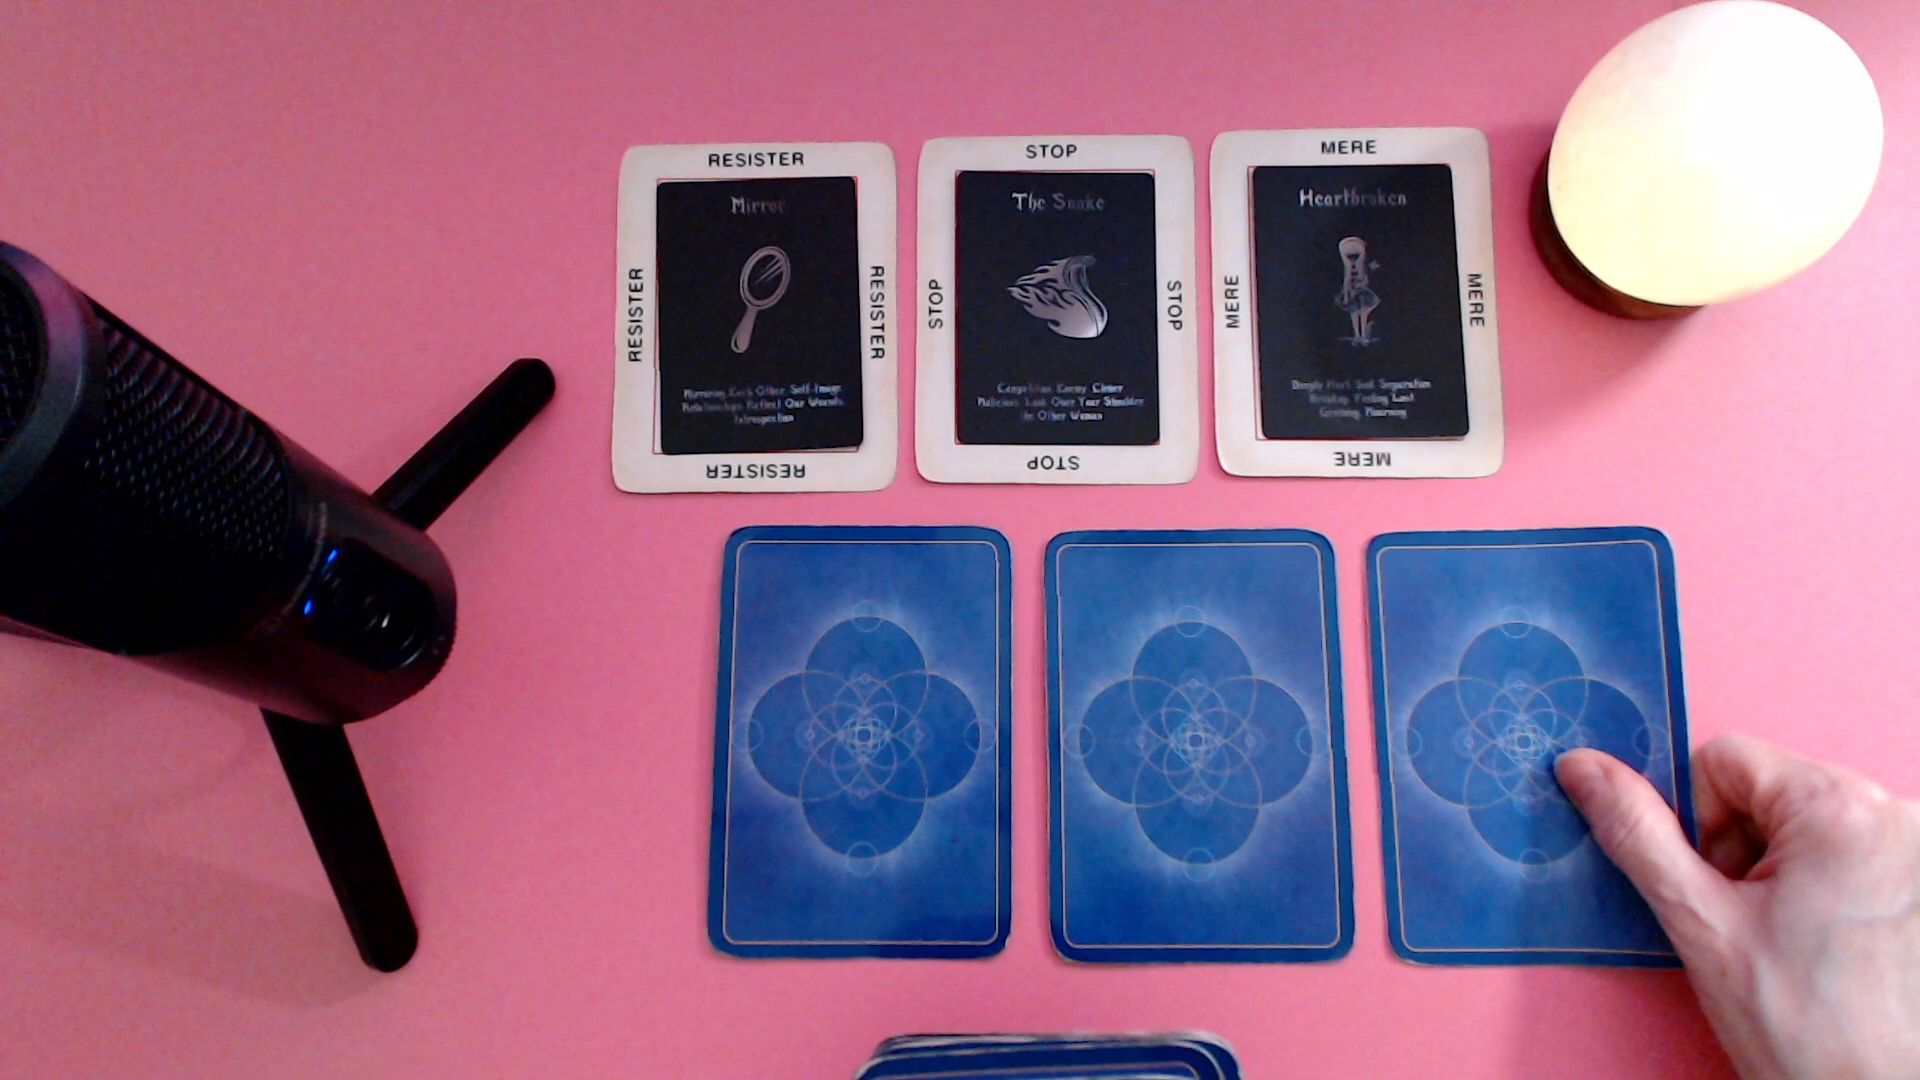 RESISTER
RESISTER
RESISTER
RESISTER
Mirror
Mirroring Each Other Self-Image
Relationships Reflect Our Wounds
Introspection
STOP
STOP
STOP
STOP
The Snake
Competition Enemy Clever
Malicious Look Over Your Shoulder
The Other Woman
MERE
MERE
MERE
MERE
Heartbroken
Deeply Hurt Sad Separation
Breakup Feeling Lost
Grieving Mourning